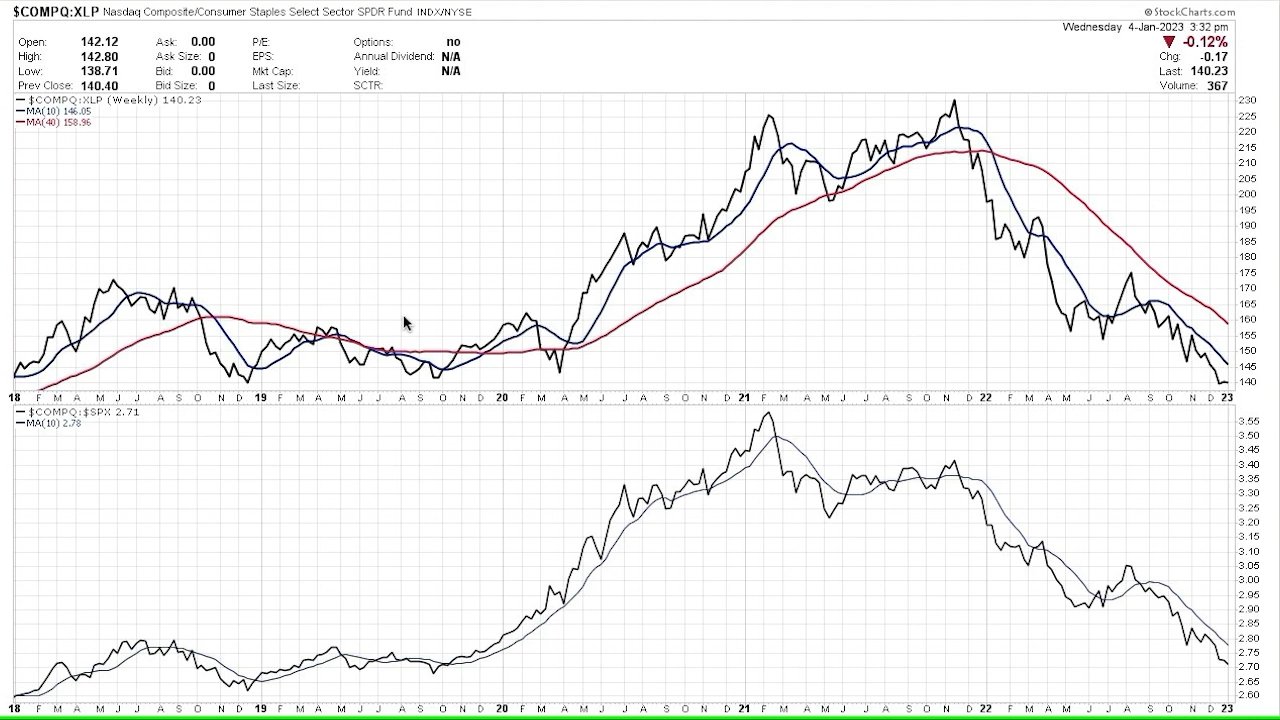 $COMPQ:XLP Nasdaq Composite/Consumer Staples Select Sector SPDR Fund INDX/NYSE
© StockCharts.com
Wednesday 4-Jan-2023 3:32 pm
Open: 142.12 Ask: 0.00 P/E: Options: no ▼ -0.12%
High: 142.80 Ask Size: 0 EPS: Annual Dividend: N/A Chg: -0.17
Low: 138.71 Bid: 0.00 Mkt Cap: Yield: N/A Last: 140.23
Prev Close: 140.40 Bid Size: 0 Last Size: SCTR: Volume: 367
$COMPQ:XLP (Weekly) 140.23
MA(10) 146.05
MA(40) 158.96
230
225
220
215
210
205
200
195
190
185
180
175
170
165
160
155
150
145
140
18 F M A M J J A S O N D 19 F M A M J J A S O N D 20 F M A M J J A S O N D 21 F M A M J J A S O N D 22 F M A M J J A S O N D 23
$COMPQ:$SPX 2.71
MA(10) 2.78
3.55
3.50
3.45
3.40
3.35
3.30
3.25
3.20
3.15
3.10
3.05
3.00
2.95
2.90
2.85
2.80
2.75
2.70
2.65
2.60
18 F M A M J J A S O N D 19 F M A M J J A S O N D 20 F M A M J J A S O N D 21 F M A M J J A S O N D 22 F M A M J J A S O N D 23